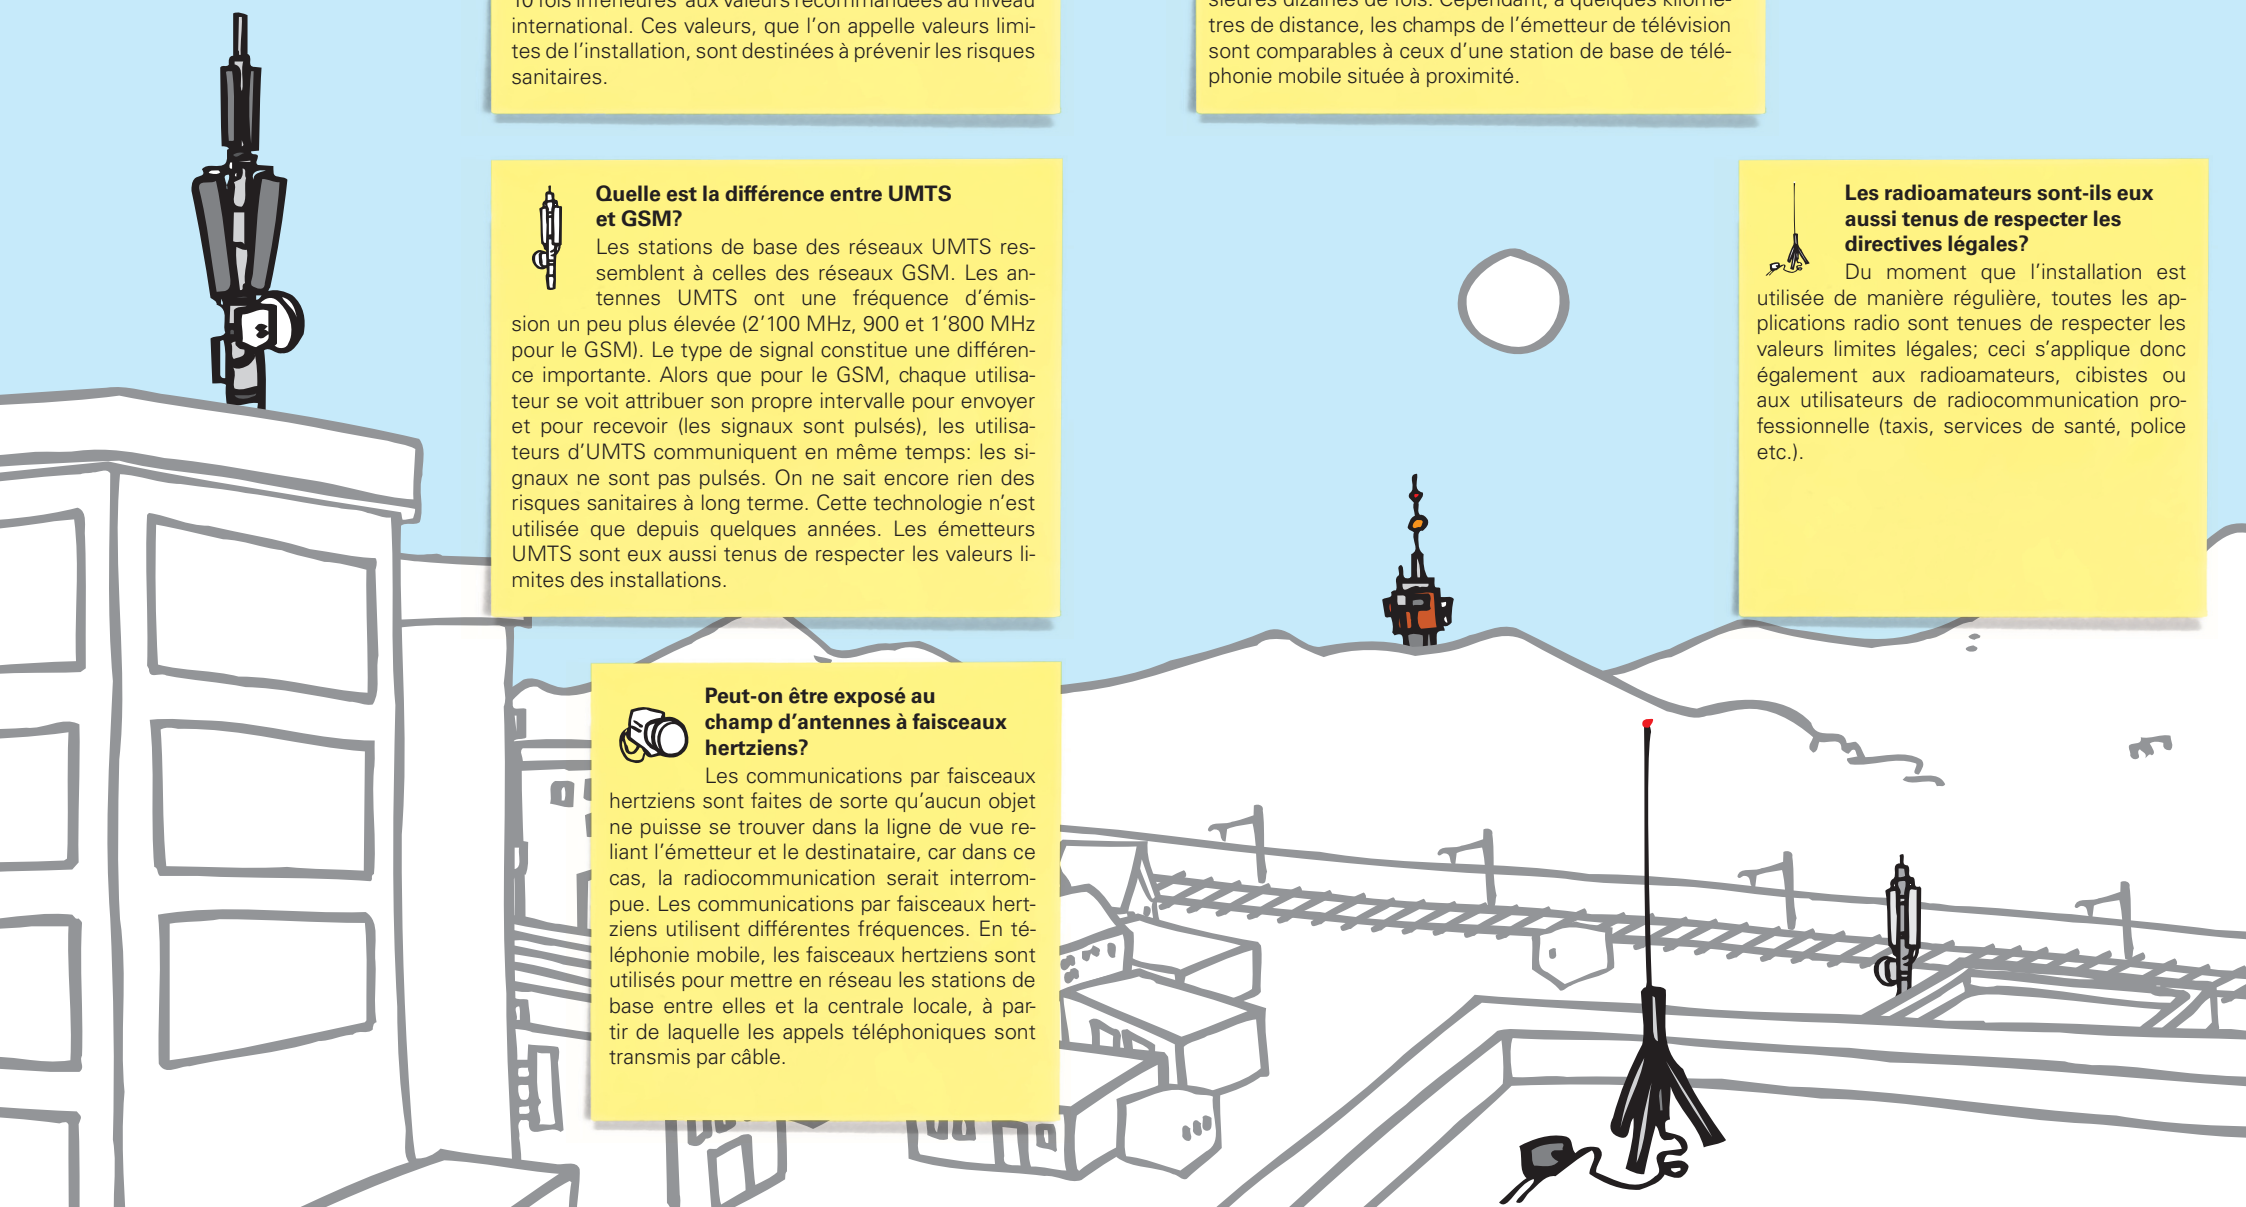 10 fois inférieures aux valeurs recommandées au niveau
international. Ces valeurs, que l’on appelle valeurs limi-
tes de l’installation, sont destinées à prévenir les risques
sanitaires.
sieures dizaines de fois. Cependant, à quelques kilomè-
tres de distance, les champs de l’émetteur de télévision
sont comparables à ceux d’une station de base de télé-
phonie mobile située à proximité.
Quelle est la différence entre UMTS
et GSM?
Les stations de base des réseaux UMTS res-
semblent à celles des réseaux GSM. Les an-
tennes UMTS ont une fréquence d’émis-
sion un peu plus élevée (2’100 MHz, 900 et 1’800 MHz
pour le GSM). Le type de signal constitue une différen-
ce importante. Alors que pour le GSM, chaque utilisa-
teur se voit attribuer son propre intervalle pour envoyer
et pour recevoir (les signaux sont pulsés), les utilisa-
teurs d’UMTS communiquent en même temps: les si-
gnaux ne sont pas pulsés. On ne sait encore rien des
risques sanitaires à long terme. Cette technologie n’est
utilisée que depuis quelques années. Les émetteurs
UMTS sont eux aussi tenus de respecter les valeurs li-
mites des installations.
Les radioamateurs sont-ils eux
aussi tenus de respecter les
directives légales?
Du moment que l’installation est
utilisée de manière régulière, toutes les ap-
plications radio sont tenues de respecter les
valeurs limites légales; ceci s’applique donc
également aux radioamateurs, cibistes ou
aux utilisateurs de radiocommunication pro-
fessionnelle (taxis, services de santé, police
etc.).
Peut-on être exposé au
champ d’antennes à faisceaux
hertziens?
Les communications par faisceaux
hertziens sont faites de sorte qu’aucun objet
ne puisse se trouver dans la ligne de vue re-
liant l’émetteur et le destinataire, car dans ce
cas, la radiocommunication serait interrom-
pue. Les communications par faisceaux hert-
ziens utilisent différentes fréquences. En té-
léphonie mobile, les faisceaux hertziens sont
utilisés pour mettre en réseau les stations de
base entre elles et la centrale locale, à par-
tir de laquelle les appels téléphoniques sont
transmis par câble.